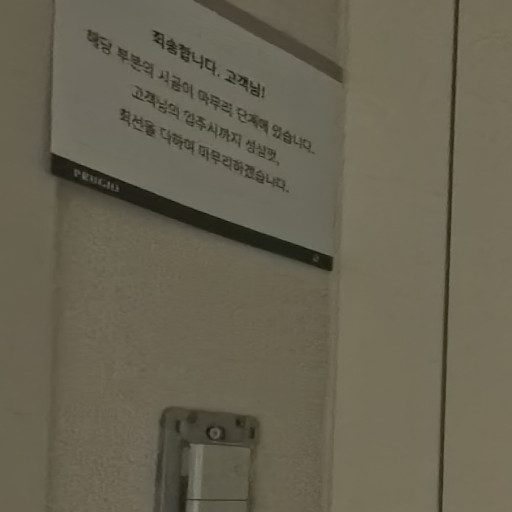 죄송합니다. 고객님!
해당 부분의 시공이 마무리 단계에 있습니다.
고객님의 입주시까지 성심껏,
최선을 다하여 마무리하겠습니다.
PRUGIO